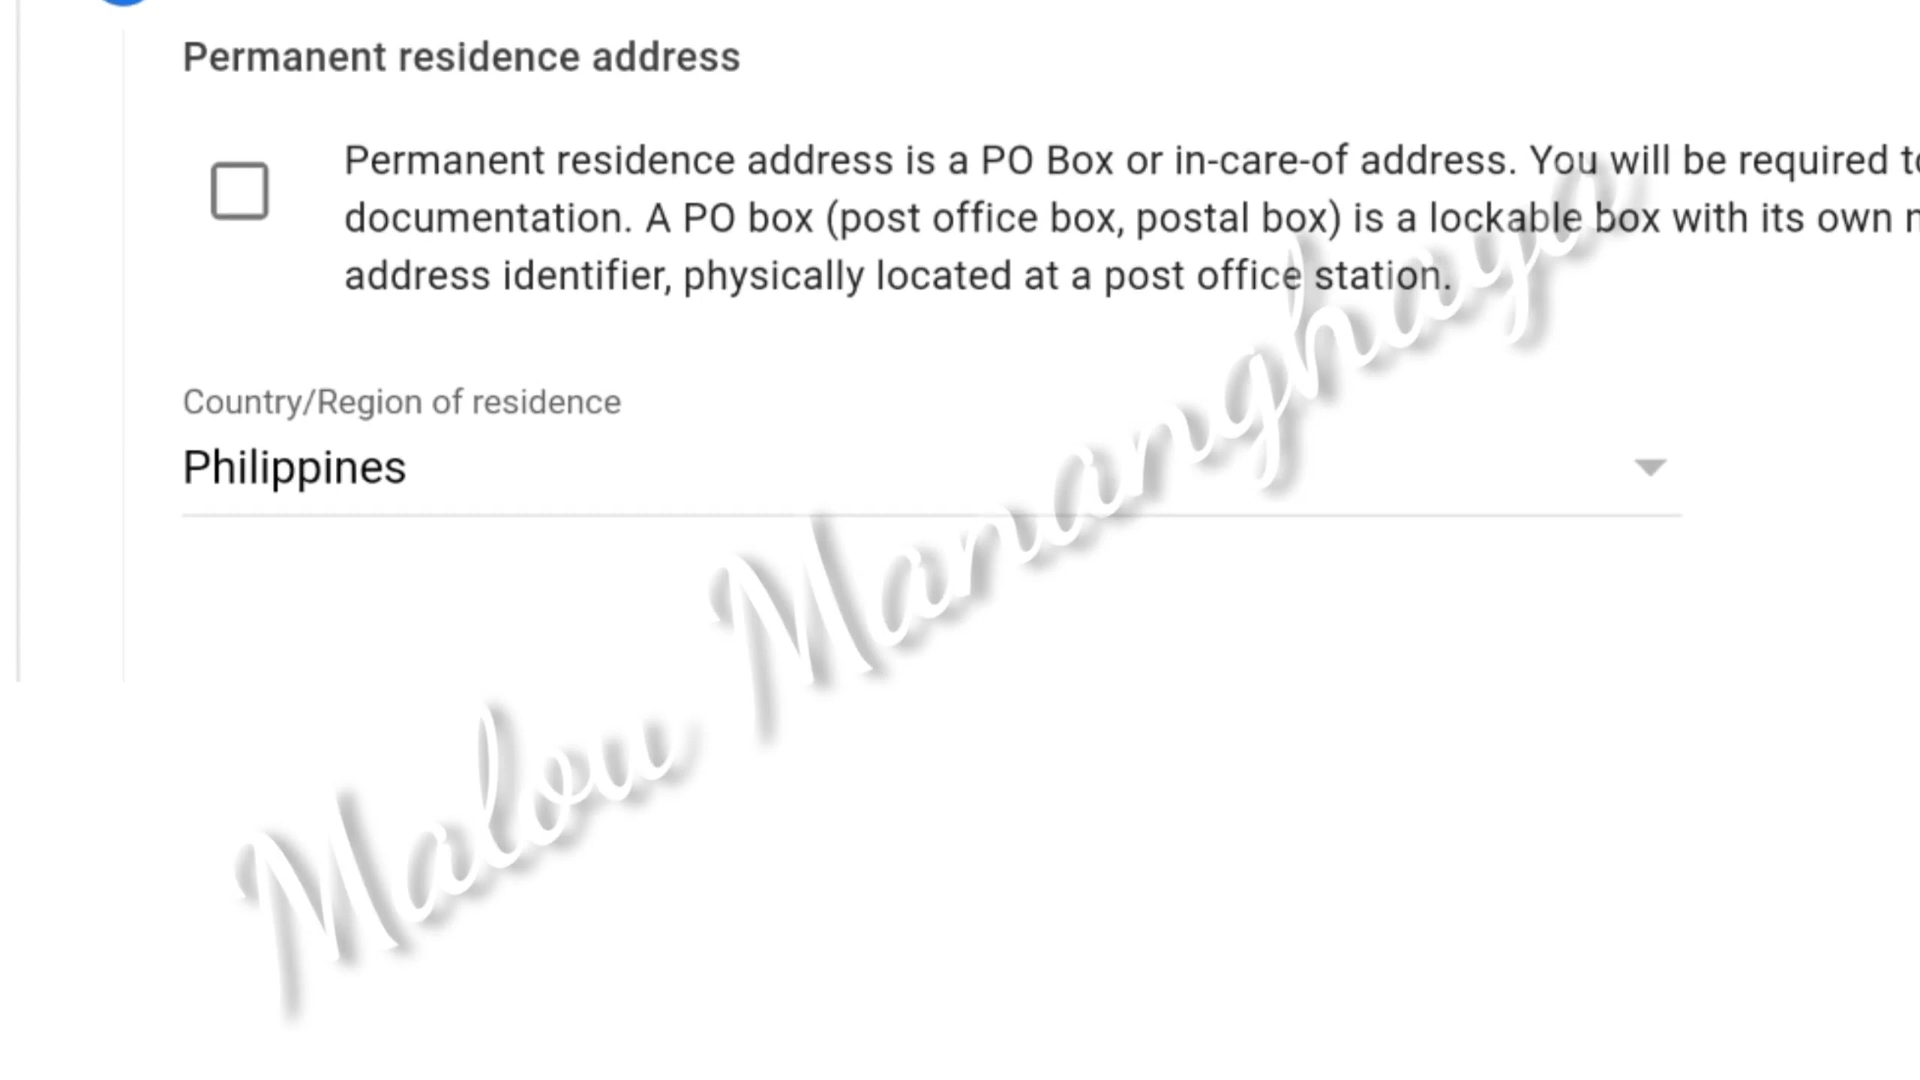 Permanent residence address
Permanent residence address is a PO Box or in-care-of address. You will be required
documentation. A PO box (post office box, postal box) is a lockable box with its own
address identifier, physically located at a post office station.
Country/Region of residence
Philippines
Malou Mananghaya